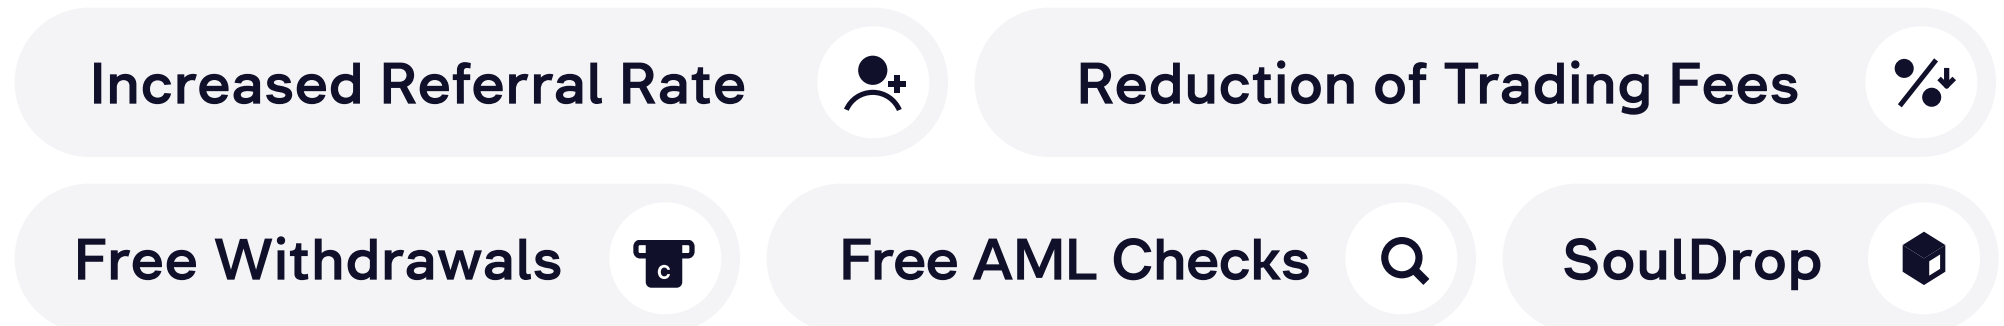 Increased Referral Rate
Reduction of Trading Fees
Free Withdrawals
C
Free AML Checks
SoulDrop